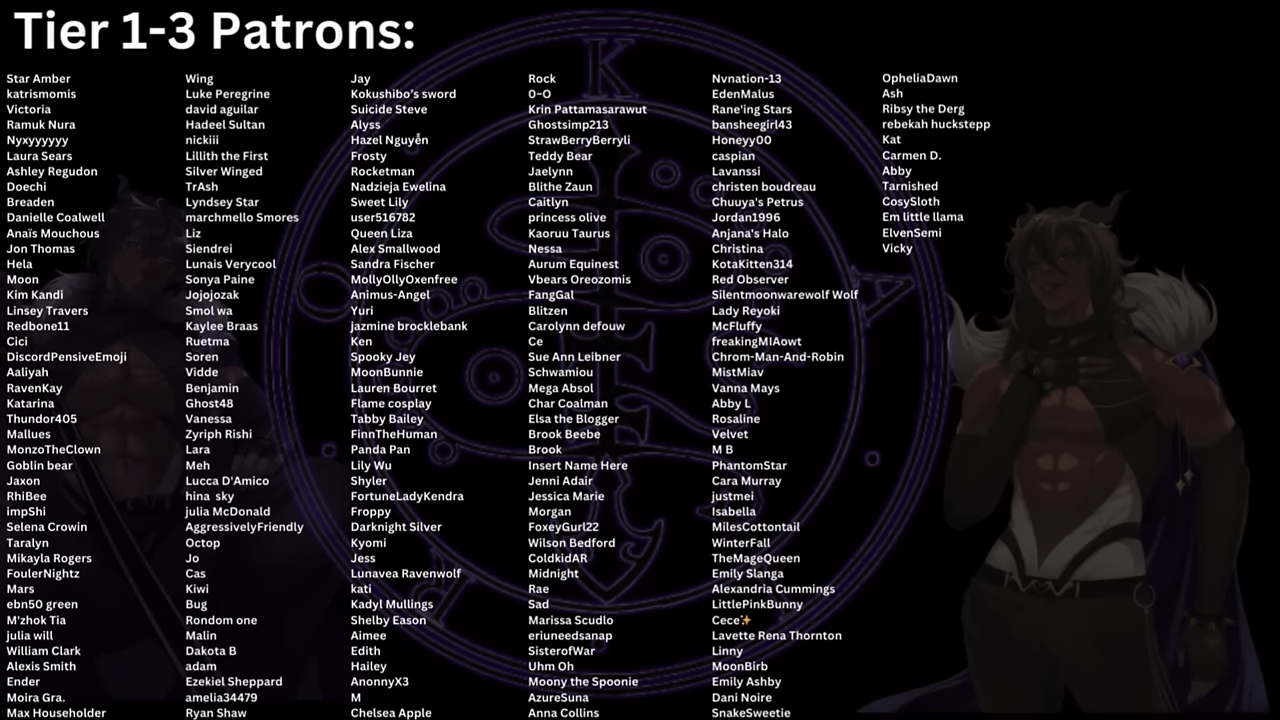 Tier 1-3 Patrons:
Star Amber
katrismomis
Victoria
Ramuk Nura
Nyxyyyyyy
Laura Sears
Ashley Regudon
Doechi
Breaden
Danielle Coalwell
Anaïs Mouchous
Jon Thomas
Hela
Moon
Kim Kandi
Linsey Travers
Redbone11
Cici
DiscordPensiveEmoji
Aaliyah
RavenKay
Katarina
Thundor405
Mallues
MonzoTheClown
Goblin bear
Jaxon
RhiBee
impShi
Selena Crowin
Taralyn
Mikayla Rogers
FoulerNightz
Mars
ebn50 green
M'zhok Tia
julia will
William Clark
Alexis Smith
Ender
Moira Gra.
Max Householder
Wing
Luke Peregrine
david aguilar
Hadeel Sultan
nickiii
Lillith the First
Silver Winged
TrAsh
Lyndsey Star
marchmello Smores
Liz
Siendrei
Lunais Verycool
Sonya Paine
Jojojozak
Smol wa
Kaylee Braas
Ruetma
Soren
Vidde
Benjamin
Ghost48
Vanessa
Zyriph Rishi
Lara
Meh
Lucca D'Amico
hina  sky
julia McDonald
AggressivelyFriendly
Octop
Jo
Cas
Kiwi
Bug
Rondom one
Malin
Dakota B
adam
Ezekiel Sheppard
amelia34479
Ryan Shaw
Jay
Kokushibo's sword
Suicide Steve
Alyss
Hazel Nguyễn
Frosty
Rocketman
Nadzieja Ewelina
Sweet Lily
user516782
Queen Liza
Alex Smallwood
Sandra Fischer
MollyOllyOxenfree
Animus-Angel
Yuri
jazmine brocklebank
Ken
Spooky Jey
MoonBunnie
Lauren Bourret
Flame cosplay
Tabby Bailey
FinnTheHuman
Panda Pan
Lily Wu
Shyler
FortuneLadyKendra
Froppy
Darknight Silver
Kyomi
Jess
Lunavea Ravenwolf
kati
Kadyl Mullings
Shelby Eason
Aimee
Edith
Hailey
AnonnyX3
M
Chelsea Apple
Rock
0-O
Krin Pattamasarawut
Ghostsimp213
StrawBerryBerryli
Teddy Bear
Jaelynn
Blithe Zaun
Caitlyn
princess olive
Kaoruu Taurus
Nessa
Aurum Equinest
Vbears Oreozomis
FangGal
Blitzen
Carolynn defouw
Ce
Sue Ann Leibner
Schwamiou
Mega Absol
Char Coalman
Elsa the Blogger
Brook Beebe
Brook
Insert Name Here
Jenni Adair
Jessica Marie
Morgan
FoxeyGurl22
Wilson Bedford
ColdkidAR
Midnight
Rae
Sad
Marissa Scudlo
eriuneedsanap
SisterofWar
Uhm Oh
Moony the Spoonie
AzureSuna
Anna Collins
Nvnation-13
EdenMalus
Rane'ing Stars
bansheegirl43
Honeyy00
caspian
Lavanssi
christen boudreau
Chuuya's Petrus
Jordan1996
Anjana's Halo
Christina
KotaKitten314
Red Observer
Silentmoonwarewolf Wolf
Lady Reyoki
McFluffy
freakingMIAowt
Chrom-Man-And-Robin
MistMiav
Vanna Mays
Abby L
Rosaline
Velvet
M B
PhantomStar
Cara Murray
justmei
Isabella
MilesCottontail
WinterFall
TheMageQueen
Emily Slanga
Alexandria Cummings
LittlePinkBunny
Cece✨
Lavette Rena Thornton
Linny
MoonBirb
Emily Ashby
Dani Noire
SnakeSweetie
OpheliaDawn
Ash
Ribsy the Derg
rebekah huckstepp
Kat
Carmen D.
Abby
Tarnished
CosySloth
Em little llama
ElvenSemi
Vicky
K
O
A